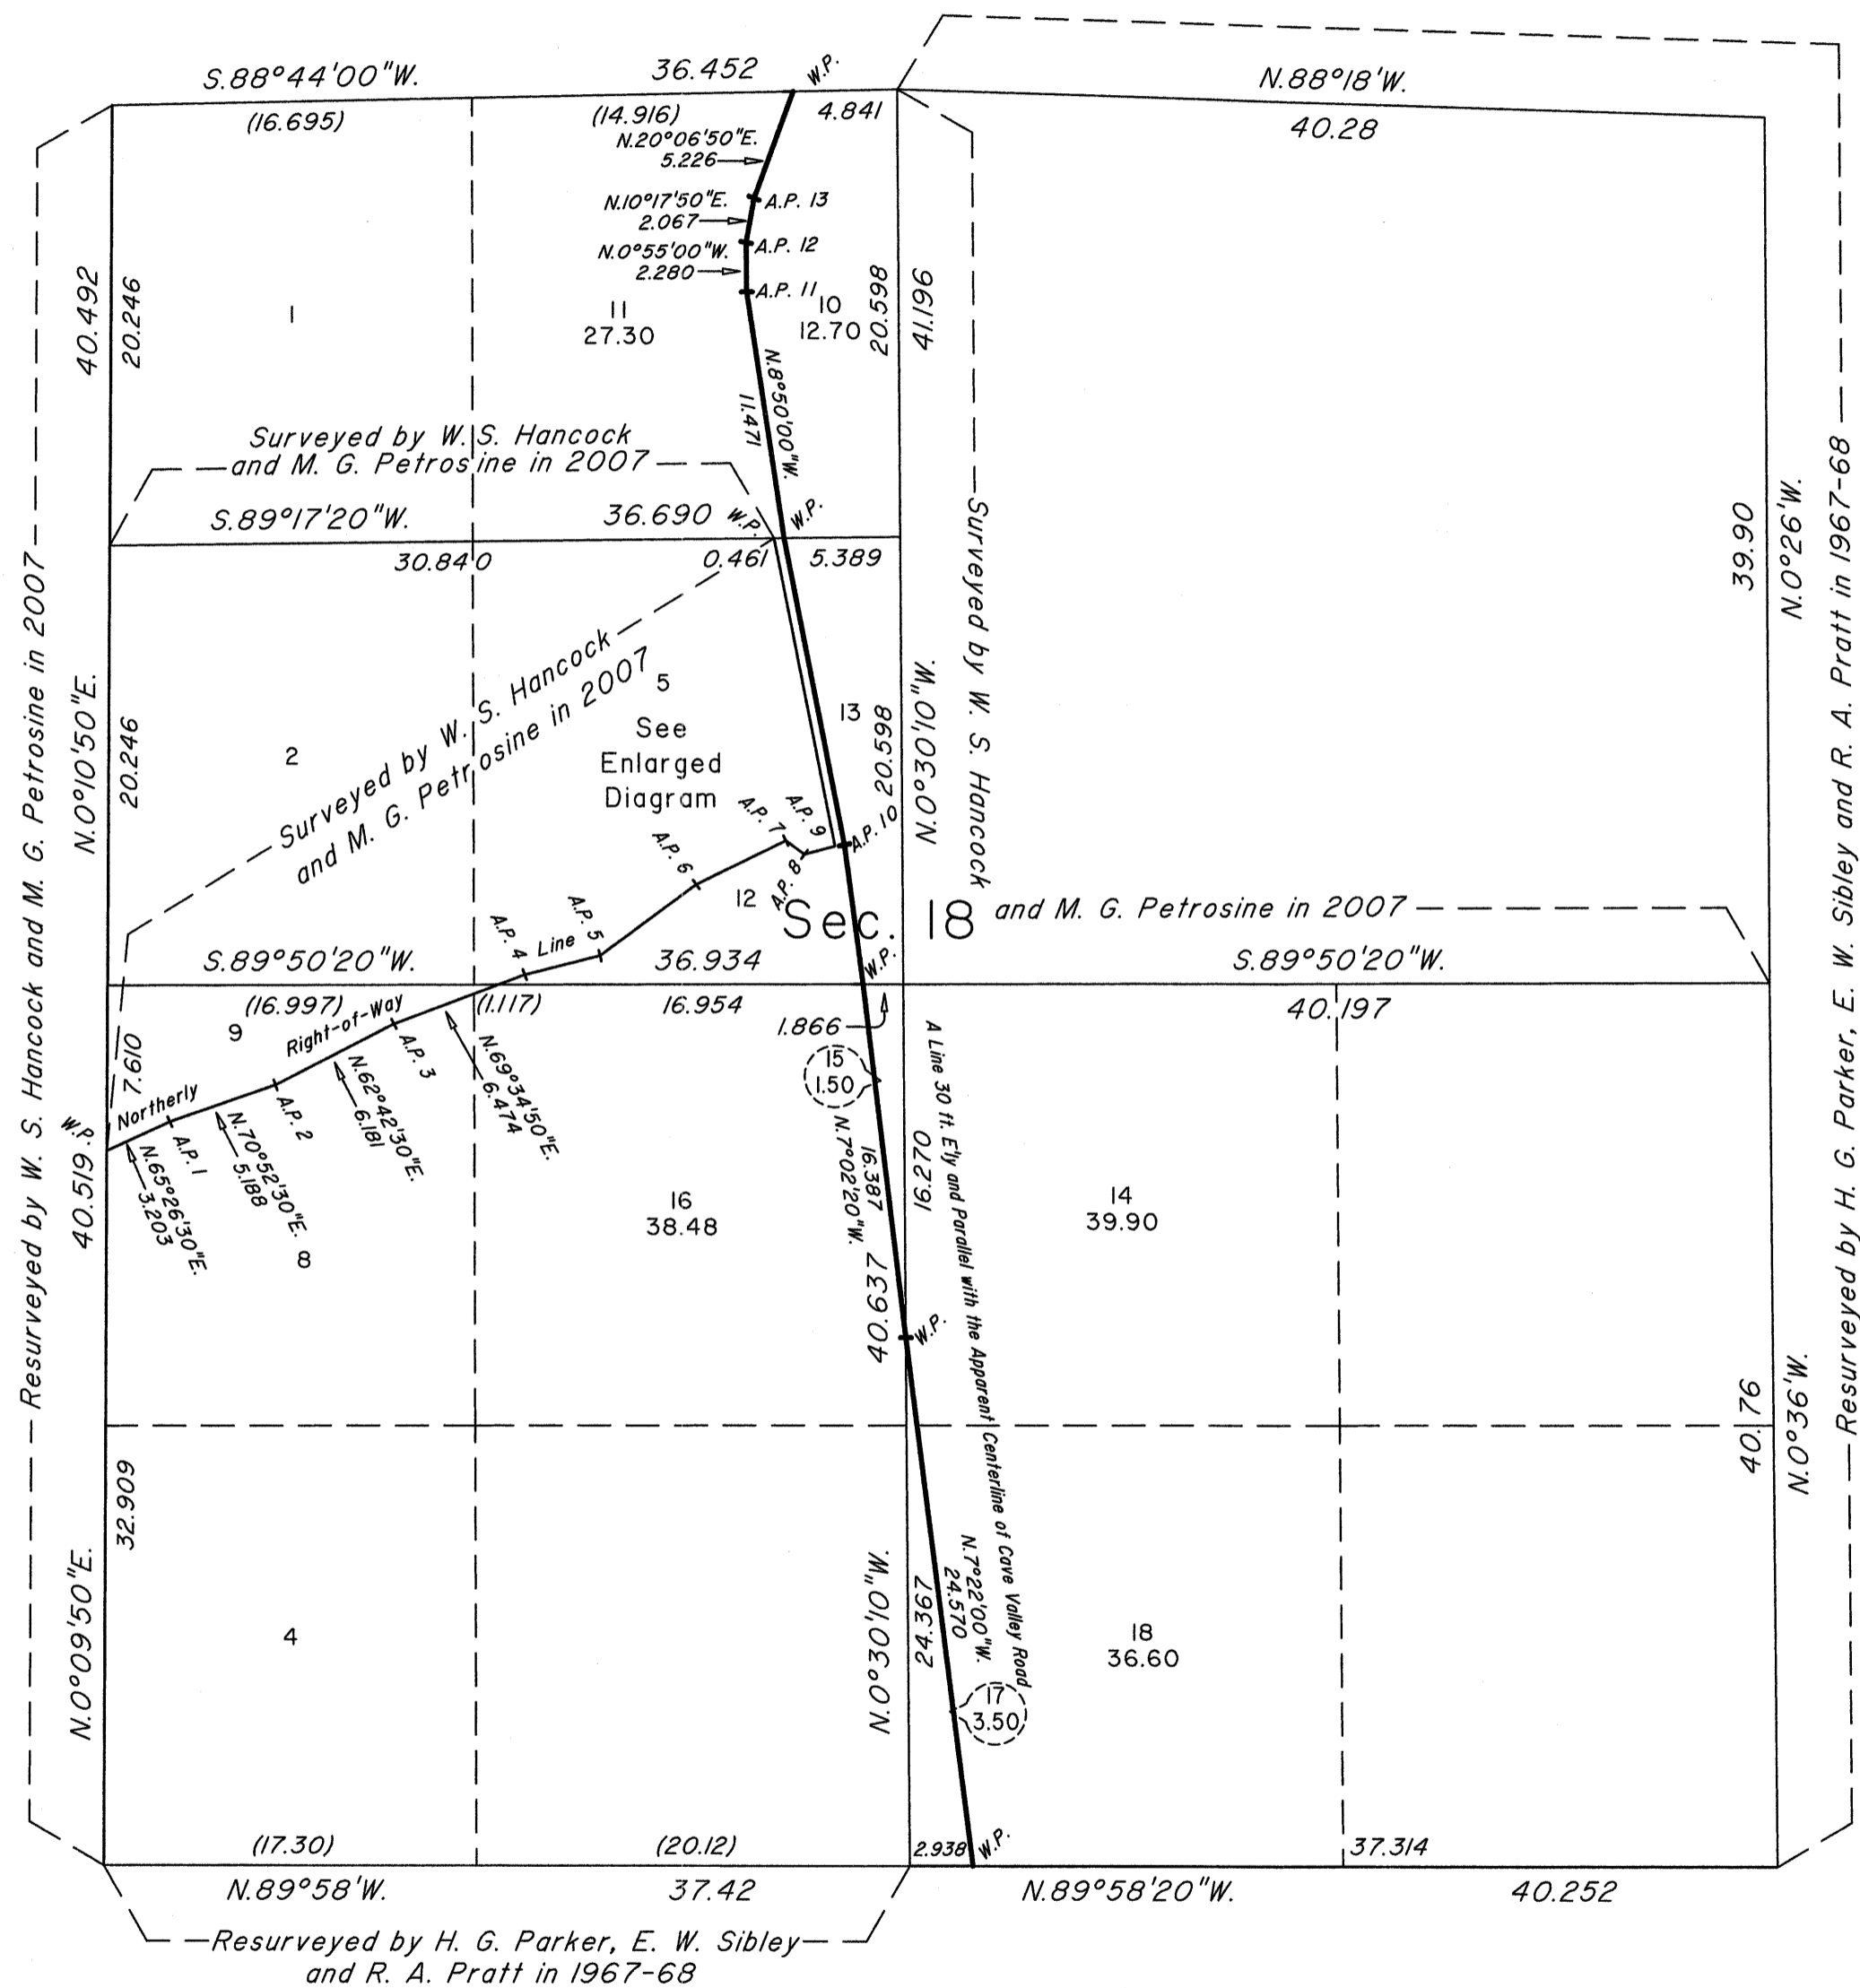 S.88°44'00"W.
36.452
W.P.
N.88°18'W.
(16.695)
(14.916)
4.841
40.28
N.20°06'50"E.
5.226
A.P. 13
N.10°17'50"E.
2.067
A.P. 12
N.0°55'00"W.
2.280
A.P. 11
40.492
20.246
1
11
27.30
10
12.70
20.598
41.196
N.8°50'00"W.
11.471
Surveyed by W. S. Hancock
and M. G. Petrosine in 2007
S.89°17'20"W.
36.690
W.P.
W.P.
30.840
0.461
5.389
39.90
N.0°26'W.
Resurveyed by W. S. Hancock and M. G. Petrosine in 2007
Resurveyed by H. G. Parker, E. W. Sibley and R. A. Pratt in 1967-68
Surveyed by W. S. Hancock
and M. G. Petrosine in 2007
Surveyed by W. S. Hancock
and M. G. Petrosine in 2007
N.0°10'50"E.
20.246
2
5
See
Enlarged
Diagram
13
20.598
N.0°30'10"W.
A.P. 6
A.P. 7
A.P. 8
A.P. 9
A.P. 10
12
Sec. 18
A.P. 4
Line
A.P. 5
S.89°50'20"W.
36.934
W.P.
S.89°50'20"W.
(16.997)
(1.117)
16.954
1.866
40.197
9
Northerly
Right-of-Way
7.610
W.P.
A.P. 1
A.P. 2
A.P. 3
N.65°26'30"E.
3.203
N.70°52'30"E.
5.188
N.62°42'30"E.
6.181
N.69°34'50"E.
6.474
15
1.50
N.7°02'20"W.
16.387
16.270
A Line 30 ft. E'ly and Parallel with the Apparent Centerline of Cave Valley Road
40.519
8
16
38.48
14
39.90
40.637
W.P.
32.909
40.76
N.0°36'W.
N.0°09'50"E.
4
N.0°30'10"W.
24.367
N.7°22'00"W.
24.570
18
36.60
17
3.50
(17.30)
(20.12)
2.938
W.P.
37.314
N.89°58'W.
37.42
N.89°58'20"W.
40.252
Resurveyed by H. G. Parker, E. W. Sibley
and R. A. Pratt in 1967-68